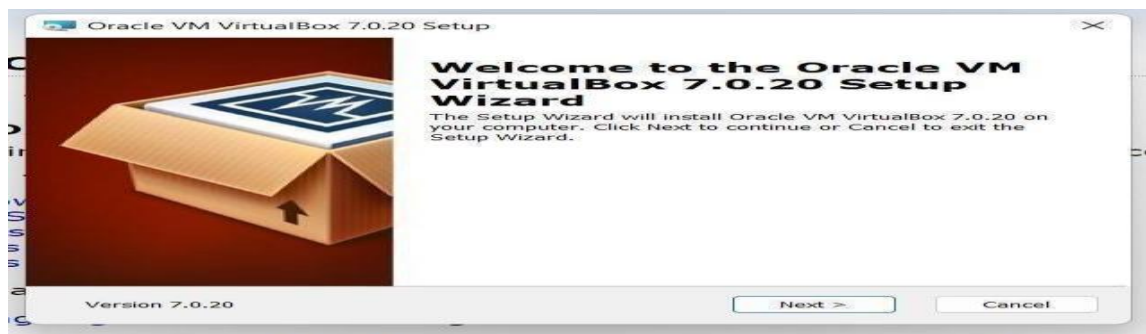 Oracle VM VirtualBox 7.0.20 Setup
Welcome to the Oracle VM
VirtualBox 7.0.20 Setup
Wizard
The Setup Wizard will install Oracle VM VirtualBox 7.0.20 on
your computer. Click Next to continue or Cancel to exit the
Setup Wizard.
Version 7.0.20
Next >
Cancel